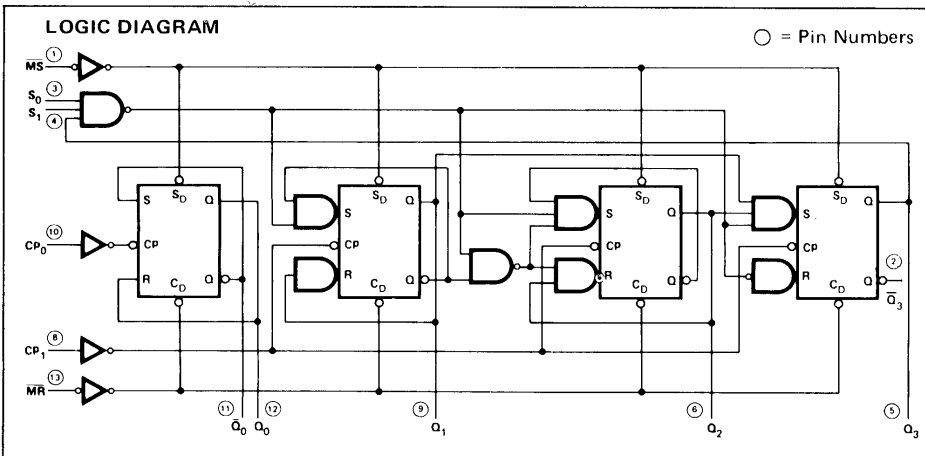 LOGIC DIAGRAM
○ = Pin Numbers
1
M̅S̅
3
S0
S1
4
S SD Q
CP
R CD Q
S SD Q
CP
R CD Q
S SD Q
CP
R CD Q
S SD Q
CP
R CD Q
10
CP0
2
Q̅3
8
CP1
13
M̅R̅
11 12 9 6 5
Q̅0 Q0 Q1 Q2 Q3